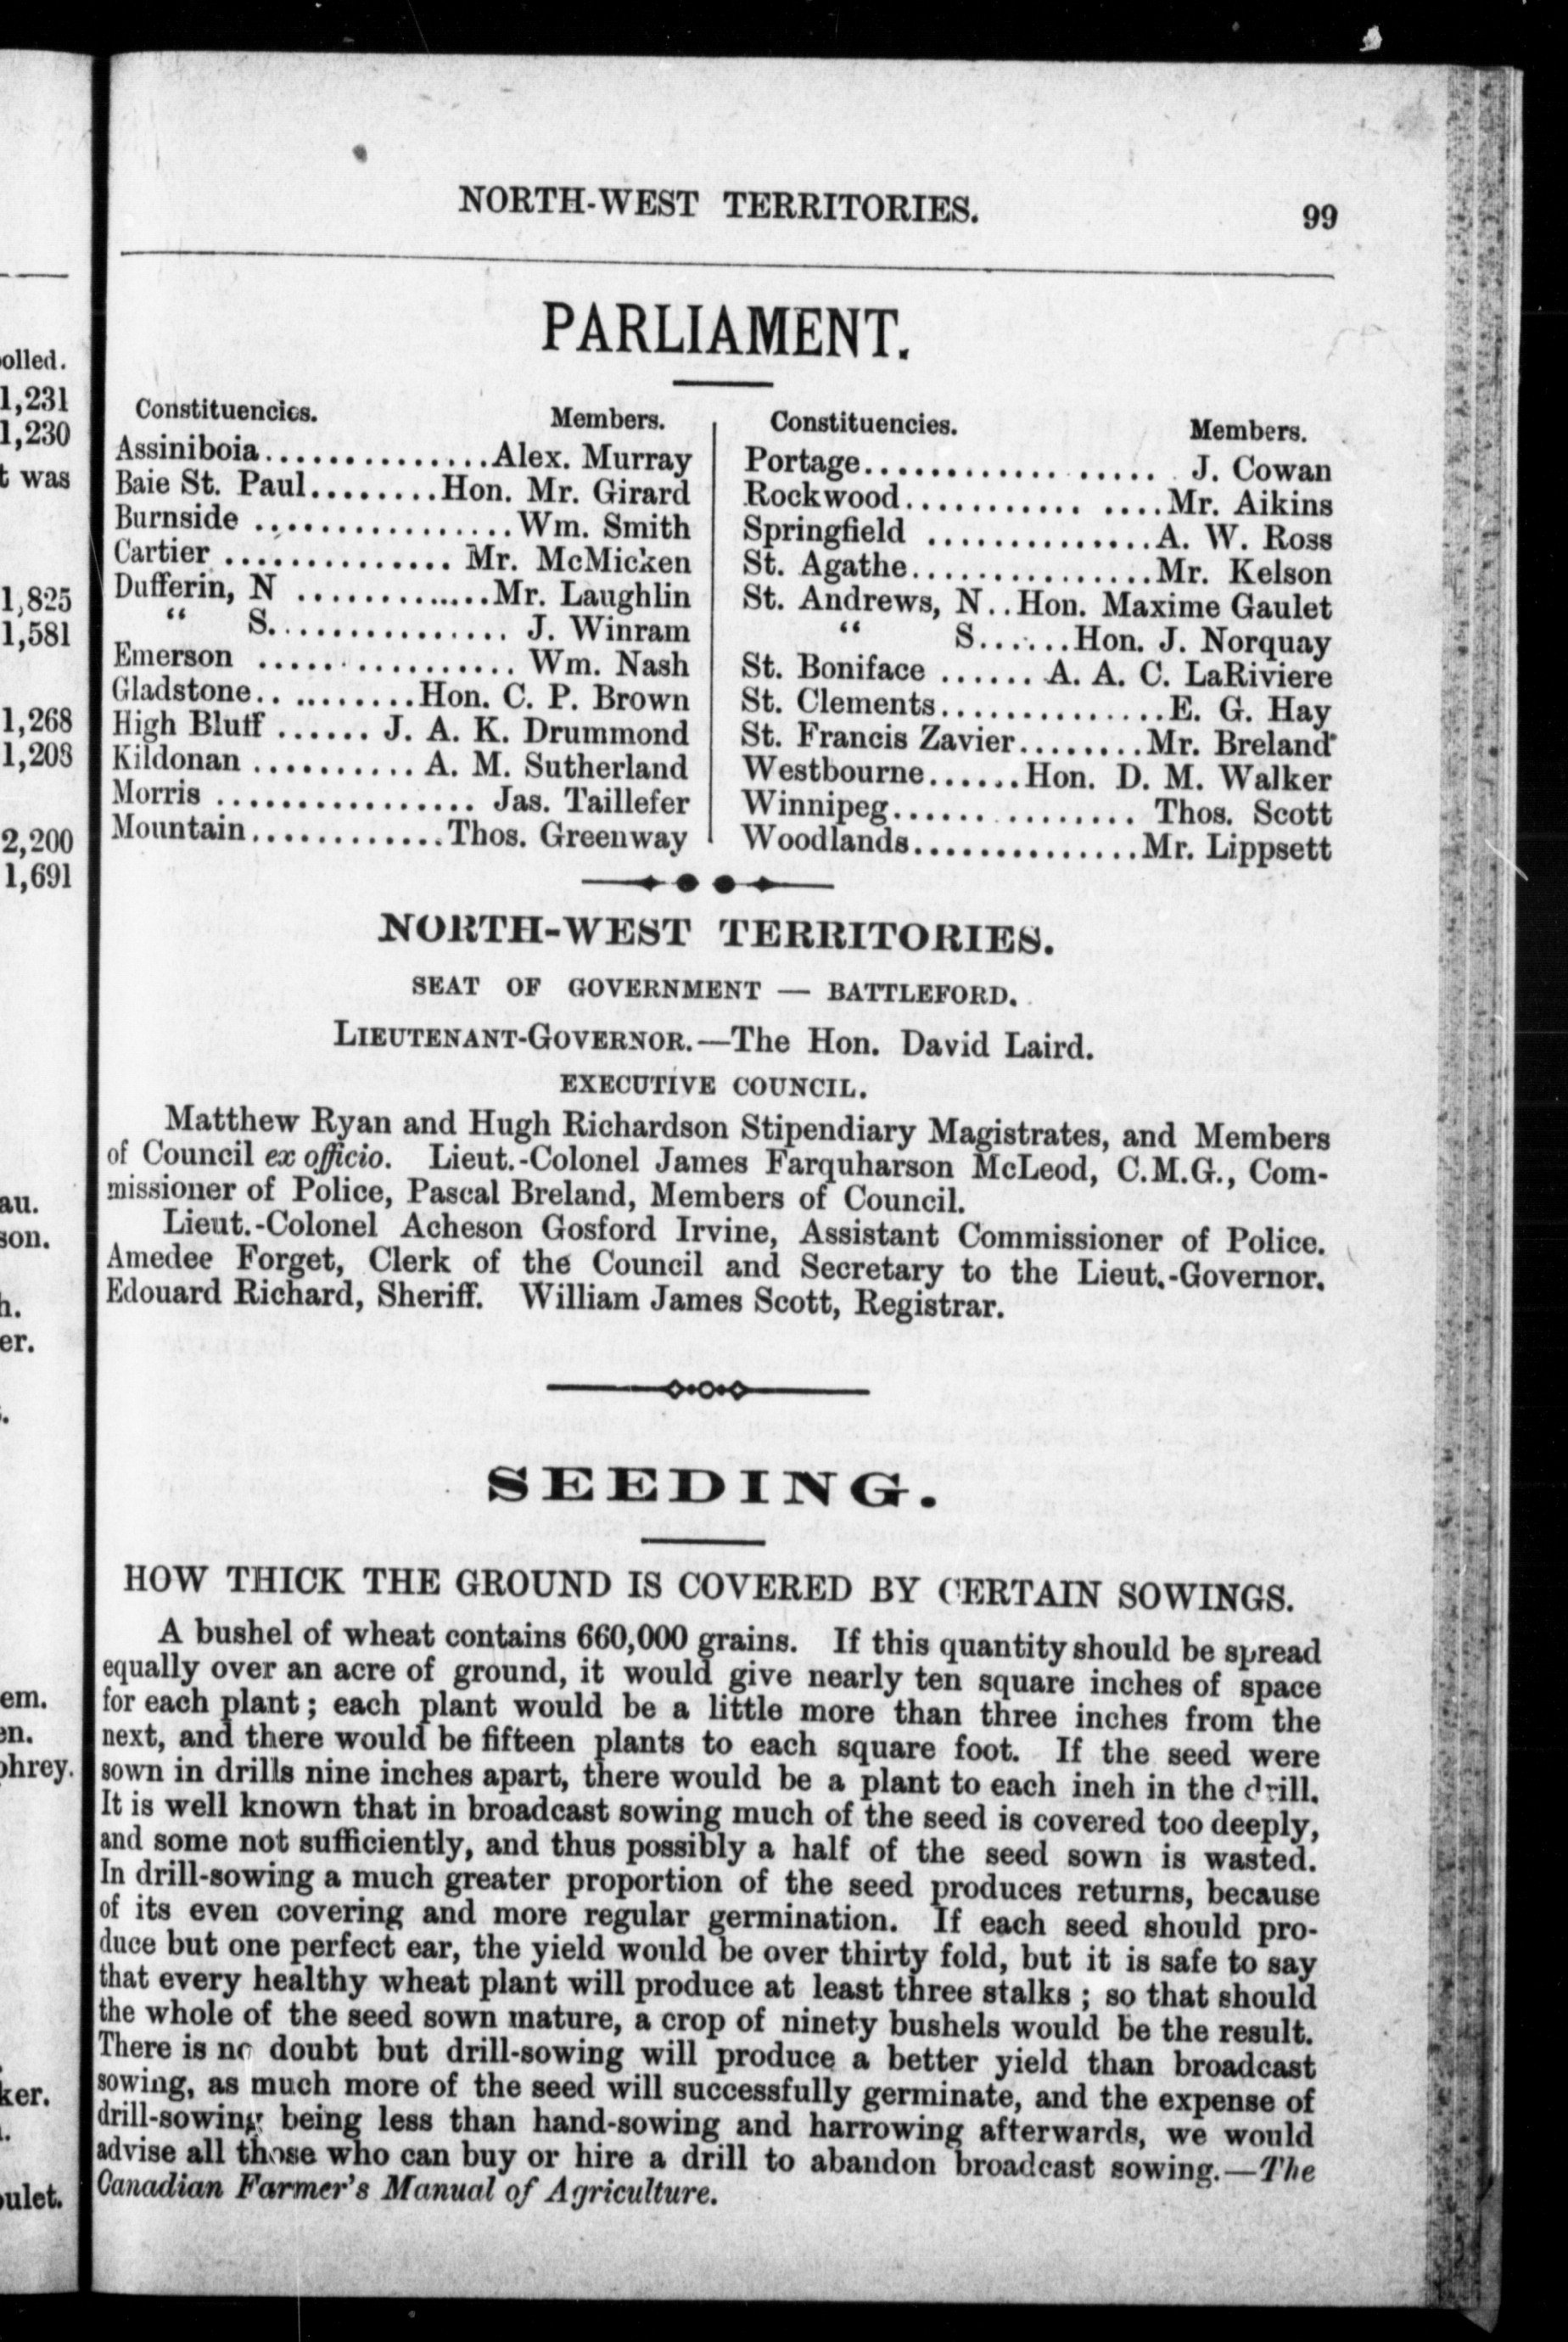 NORTH-WEST TERRITORIES. 99
PARLIAMENT.
Constituencies. Members.
Assiniboia...............Alex. Murray
Baie St. Paul........Hon. Mr. Girard
Burnside ................Wm. Smith
Cartier ............... Mr. McMicken
Dufferin, N ............Mr. Laughlin
“ S................ J. Winram
Emerson ................ Wm. Nash
Gladstone............Hon. C. P. Brown
High Bluff ...... J. A. K. Drummond
Kildonan .......... A. M. Sutherland
Morris ................ Jas. Taillefer
Mountain............Thos. Greenway
Constituencies. Members.
Portage................... J. Cowan
Rockwood................Mr. Aikins
Springfield ..............A. W. Ross
St. Agathe...............Mr. Kelson
St. Andrews, N..Hon. Maxime Gaulet
“ S......Hon. J. Norquay
St. Boniface ...... A. A. C. LaRiviere
St. Clements..............E. G. Hay
St. Francis Zavier........Mr. Breland
Westbourne......Hon. D. M. Walker
Winnipeg............... Thos. Scott
Woodlands..............Mr. Lippsett
NORTH-WEST TERRITORIES.
SEAT OF GOVERNMENT — BATTLEFORD.
LIEUTENANT-GOVERNOR.—The Hon. David Laird.
EXECUTIVE COUNCIL.
Matthew Ryan and Hugh Richardson Stipendiary Magistrates, and Members
of Council ex officio. Lieut.-Colonel James Farquharson McLeod, C.M.G., Com-
missioner of Police, Pascal Breland, Members of Council.
Lieut.-Colonel Acheson Gosford Irvine, Assistant Commissioner of Police.
Amedee Forget, Clerk of the Council and Secretary to the Lieut.-Governor.
Edouard Richard, Sheriff. William James Scott, Registrar.
SEEDING.
HOW THICK THE GROUND IS COVERED BY CERTAIN SOWINGS.
A bushel of wheat contains 660,000 grains. If this quantity should be spread
equally over an acre of ground, it would give nearly ten square inches of space
for each plant; each plant would be a little more than three inches from the
next, and there would be fifteen plants to each square foot. If the seed were
sown in drills nine inches apart, there would be a plant to each inch in the drill.
It is well known that in broadcast sowing much of the seed is covered too deeply,
and some not sufficiently, and thus possibly a half of the seed sown is wasted.
In drill-sowing a much greater proportion of the seed produces returns, because
of its even covering and more regular germination. If each seed should pro-
duce but one perfect ear, the yield would be over thirty fold, but it is safe to say
that every healthy wheat plant will produce at least three stalks; so that should
the whole of the seed sown mature, a crop of ninety bushels would be the result.
There is no doubt but drill-sowing will produce a better yield than broadcast
sowing, as much more of the seed will successfully germinate, and the expense of
drill-sowing being less than hand-sowing and harrowing afterwards, we would
advise all those who can buy or hire a drill to abandon broadcast sowing.—The
Canadian Farmer's Manual of Agriculture.
1,231
1,230
was
1,825
1,581
1,268
1,208
2,200
1,691